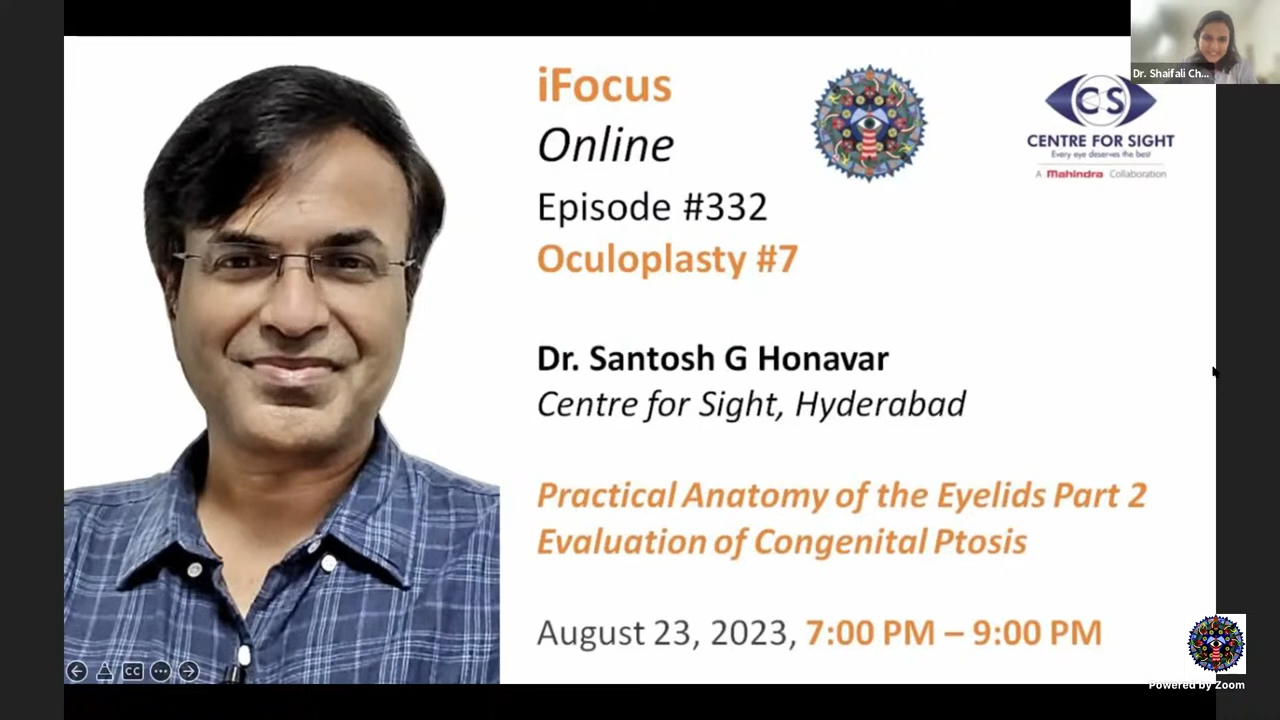 iFocus
Online
Episode #332
Oculoplasty #7
Dr. Santosh G Honavar
Centre for Sight, Hyderabad
Practical Anatomy of the Eyelids Part 2
Evaluation of Congenital Ptosis
August 23, 2023, 7:00 PM – 9:00 PM
CS
CENTRE FOR SIGHT
Every eye deserves the best
A Mahindra Collaboration
Dr. Shaifali Ch...
CC
Powered by Zoom